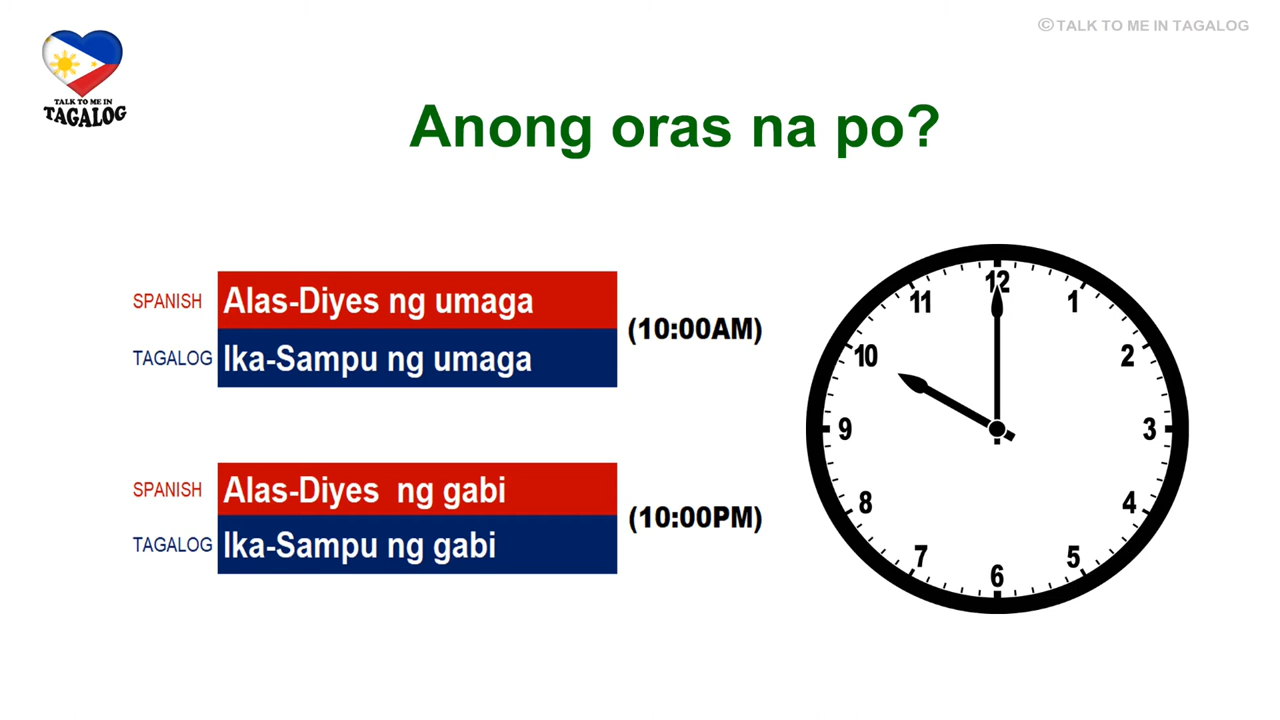 © TALK TO ME IN TAGALOG
TALK TO ME IN
TAGALOG
Anong oras na po?
SPANISH Alas-Diyes ng umaga
(10:00AM)
TAGALOG Ika-Sampu ng umaga
SPANISH Alas-Diyes ng gabi
(10:00PM)
TAGALOG Ika-Sampu ng gabi
12
11 1
10 2
9 3
8 4
7 5
6